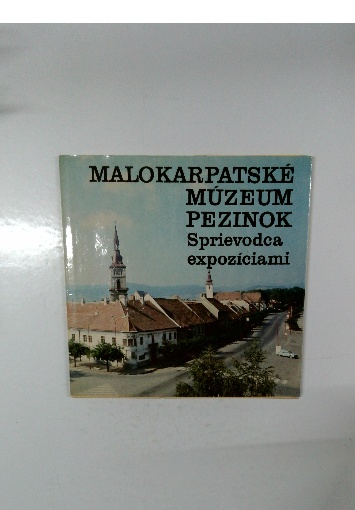 MALOKARPATSKÉ
MÚZEUM
PEZINOK
Sprievodca
expozíciami